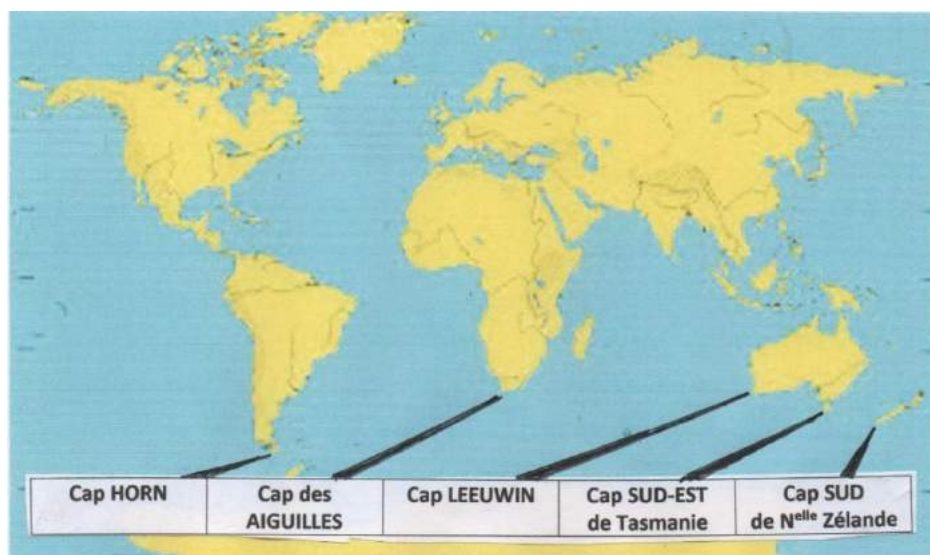 Cap HORN
Cap des
AIGUILLES
Cap LEEUWIN
Cap SUD-EST
de Tasmanie
Cap SUD
de Nelle Zélande